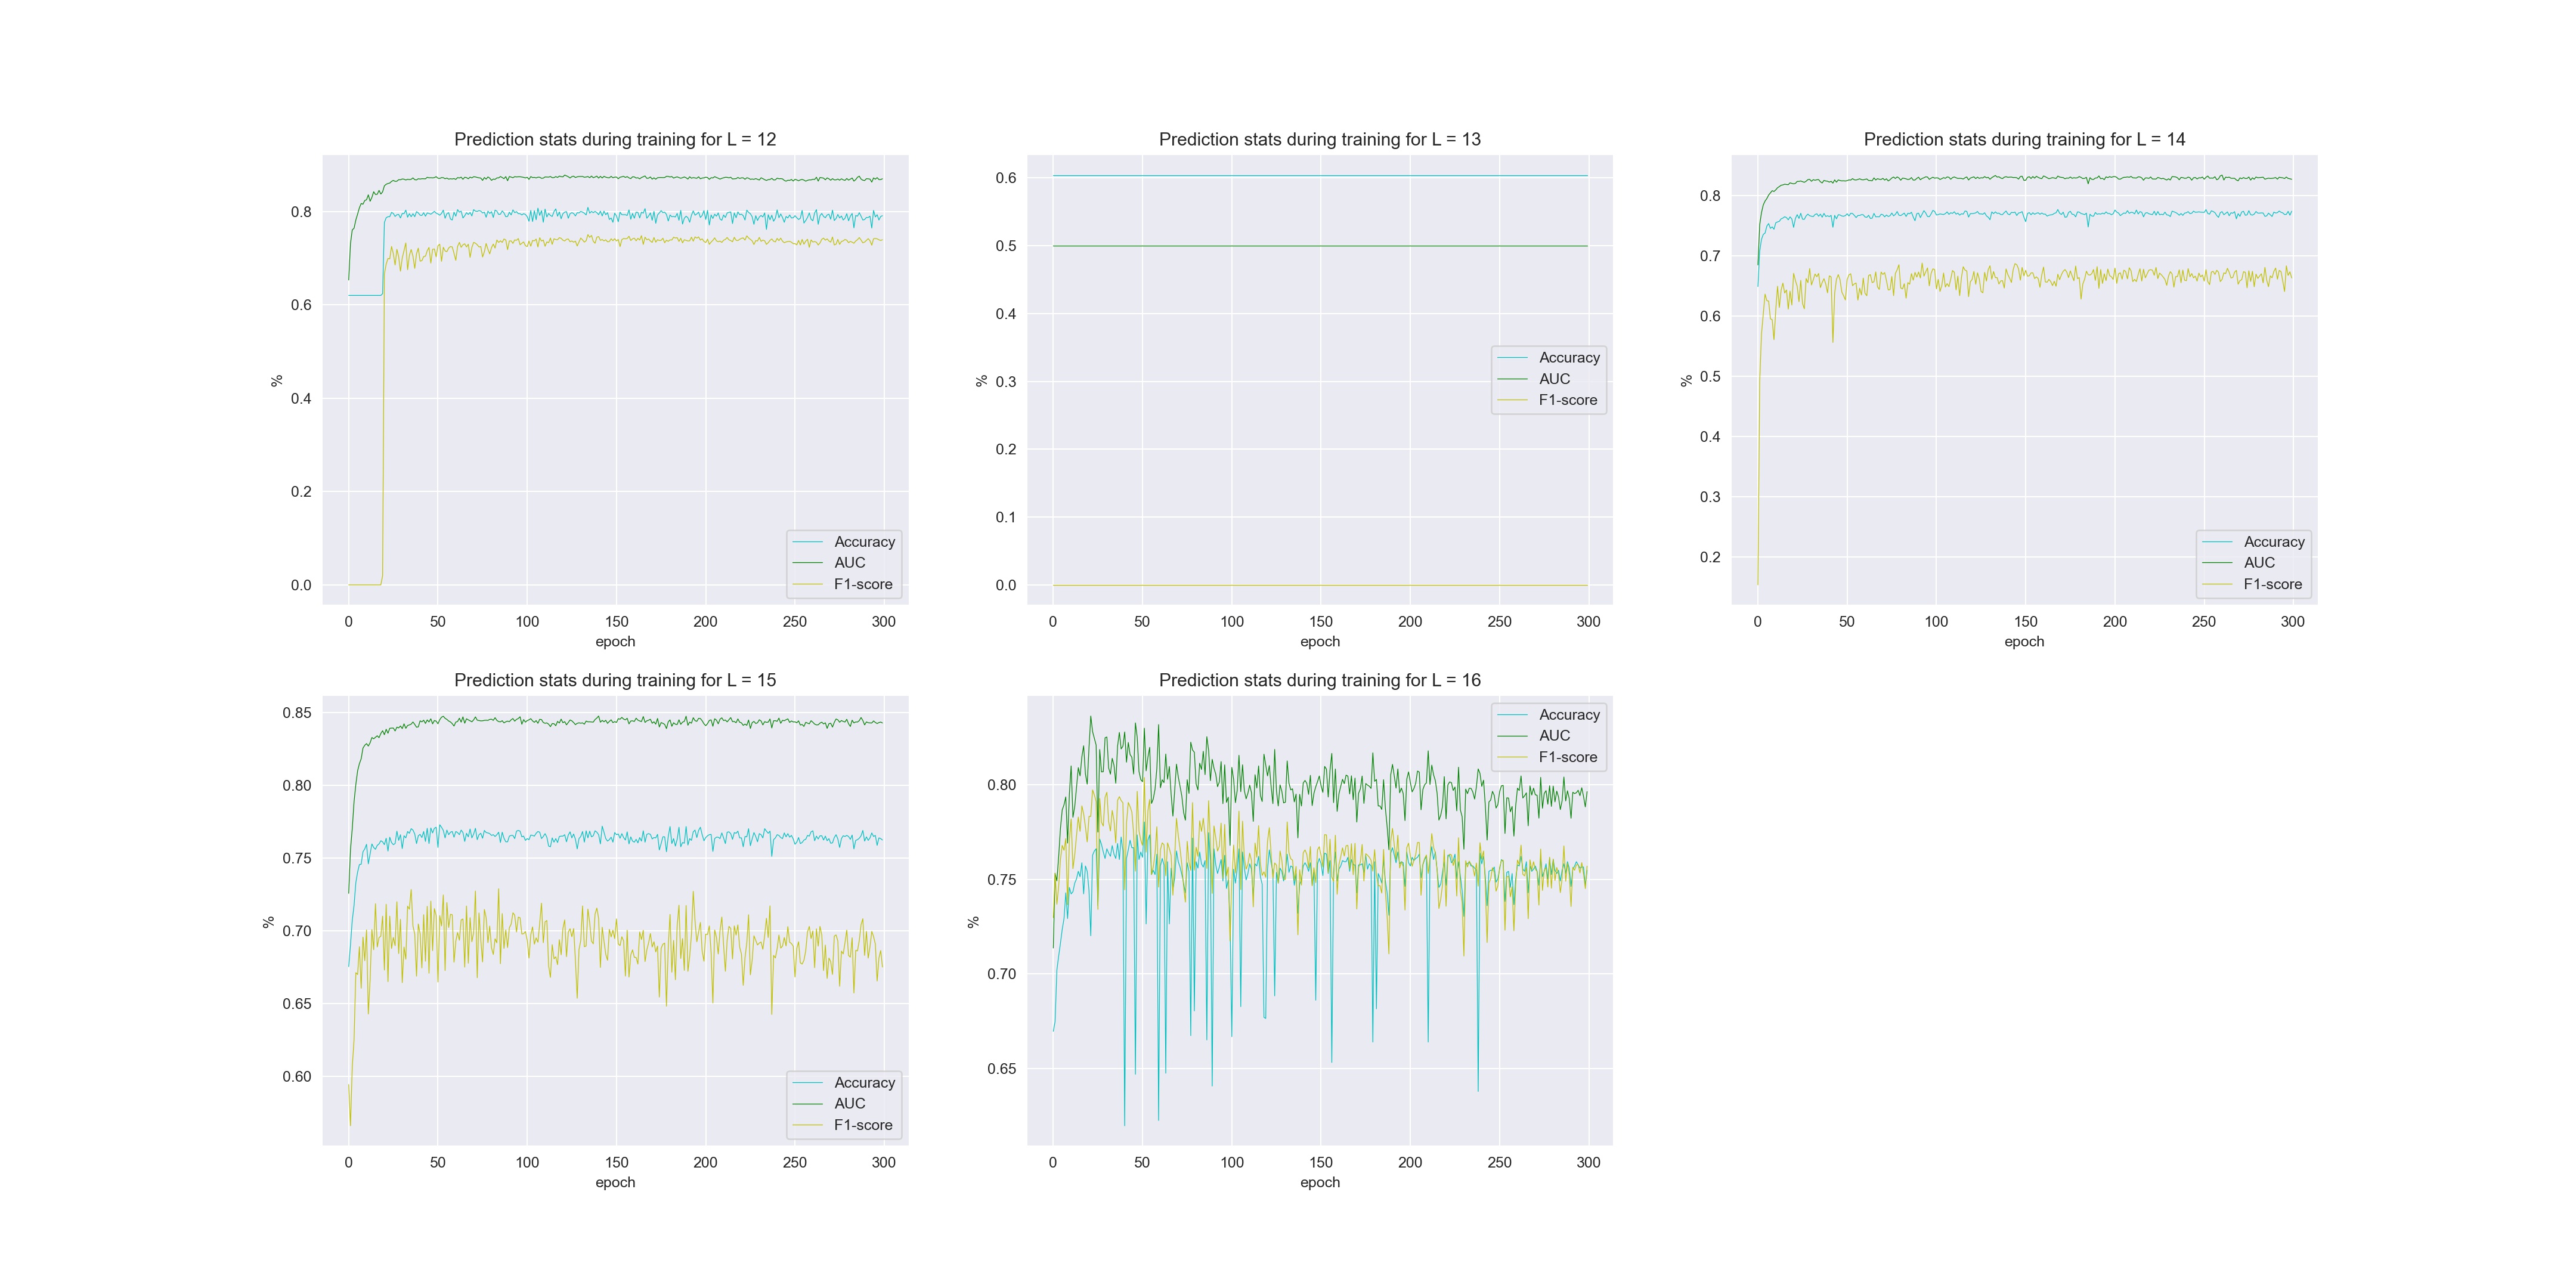 Prediction stats during training for L = 12
%
0.8
0.6
0.4
0.2
0.0
Accuracy
AUC
F1-score
0 50 100 150 200 250 300
epoch
Prediction stats during training for L = 13
%
0.6
0.5
0.4
0.3
0.2
0.1
0.0
Accuracy
AUC
F1-score
0 50 100 150 200 250 300
epoch
Prediction stats during training for L = 14
%
0.8
0.7
0.6
0.5
0.4
0.3
0.2
Accuracy
AUC
F1-score
0 50 100 150 200 250 300
epoch
Prediction stats during training for L = 15
%
0.85
0.80
0.75
0.70
0.65
0.60
Accuracy
AUC
F1-score
0 50 100 150 200 250 300
epoch
Prediction stats during training for L = 16
%
Accuracy
AUC
F1-score
0.80
0.75
0.70
0.65
0 50 100 150 200 250 300
epoch